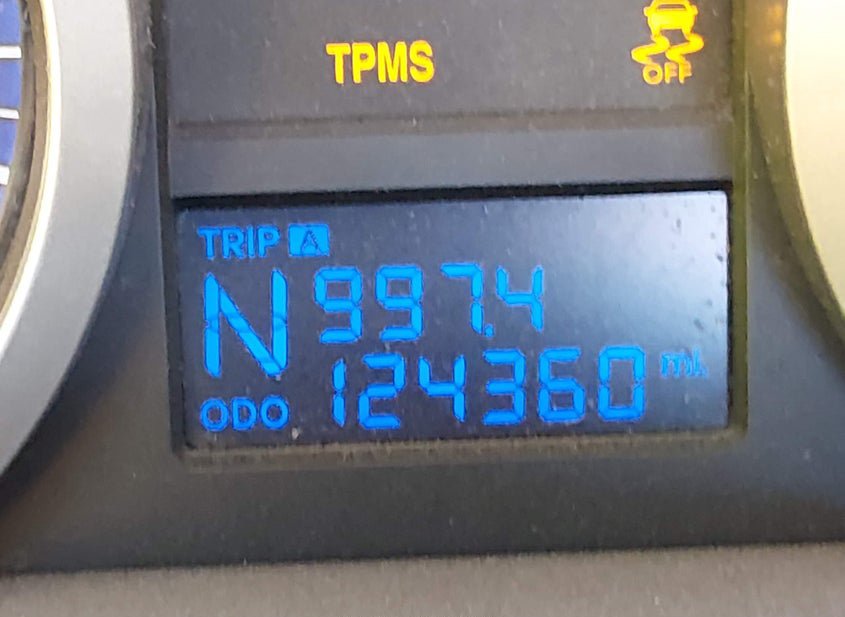 TPMS
OFF
TRIP A
N 997.4
ODO 124360 mi.